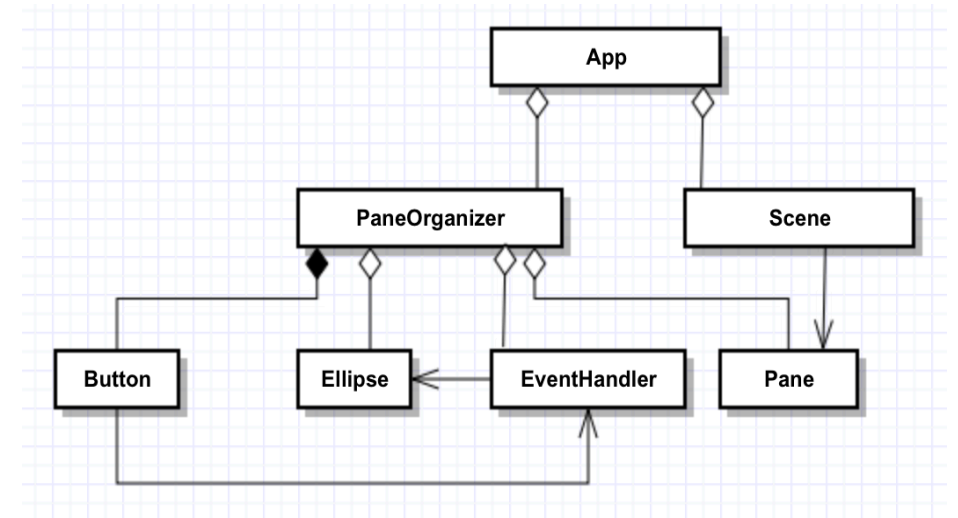 App
PaneOrganizer
Scene
Button
Ellipse
EventHandler
Pane